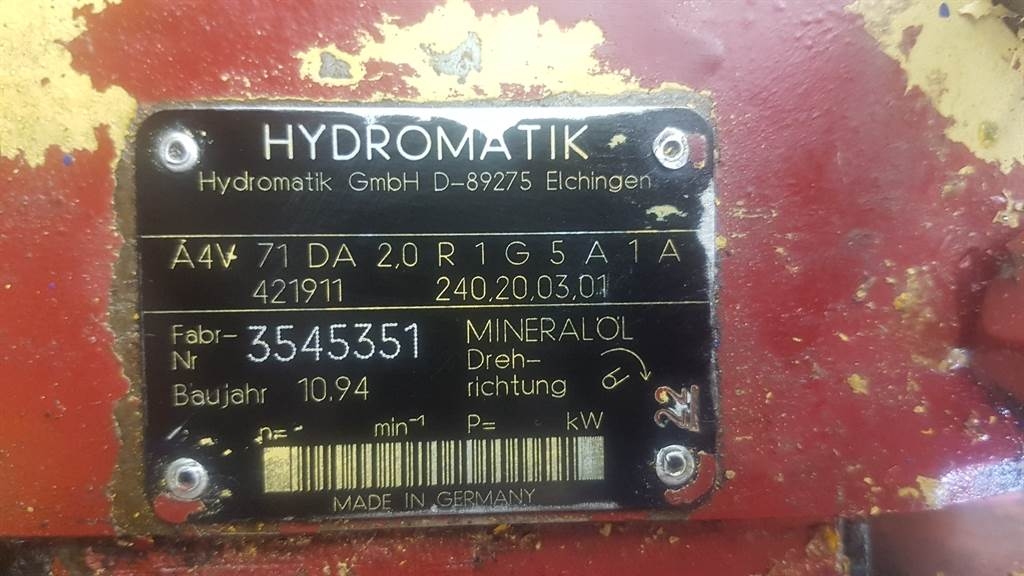 HYDROMATIK
Hydromatik GmbH D-89275 Elchingen
A4V 71 DA 2,0 R 1 G 5 A 1 A
421911 240,20,03,01
Fabr-Nr 3545351 MINERALÖL
Baujahr 10,94 Dreh-richtung
22
n= min⁻¹ P= kW
MADE IN GERMANY